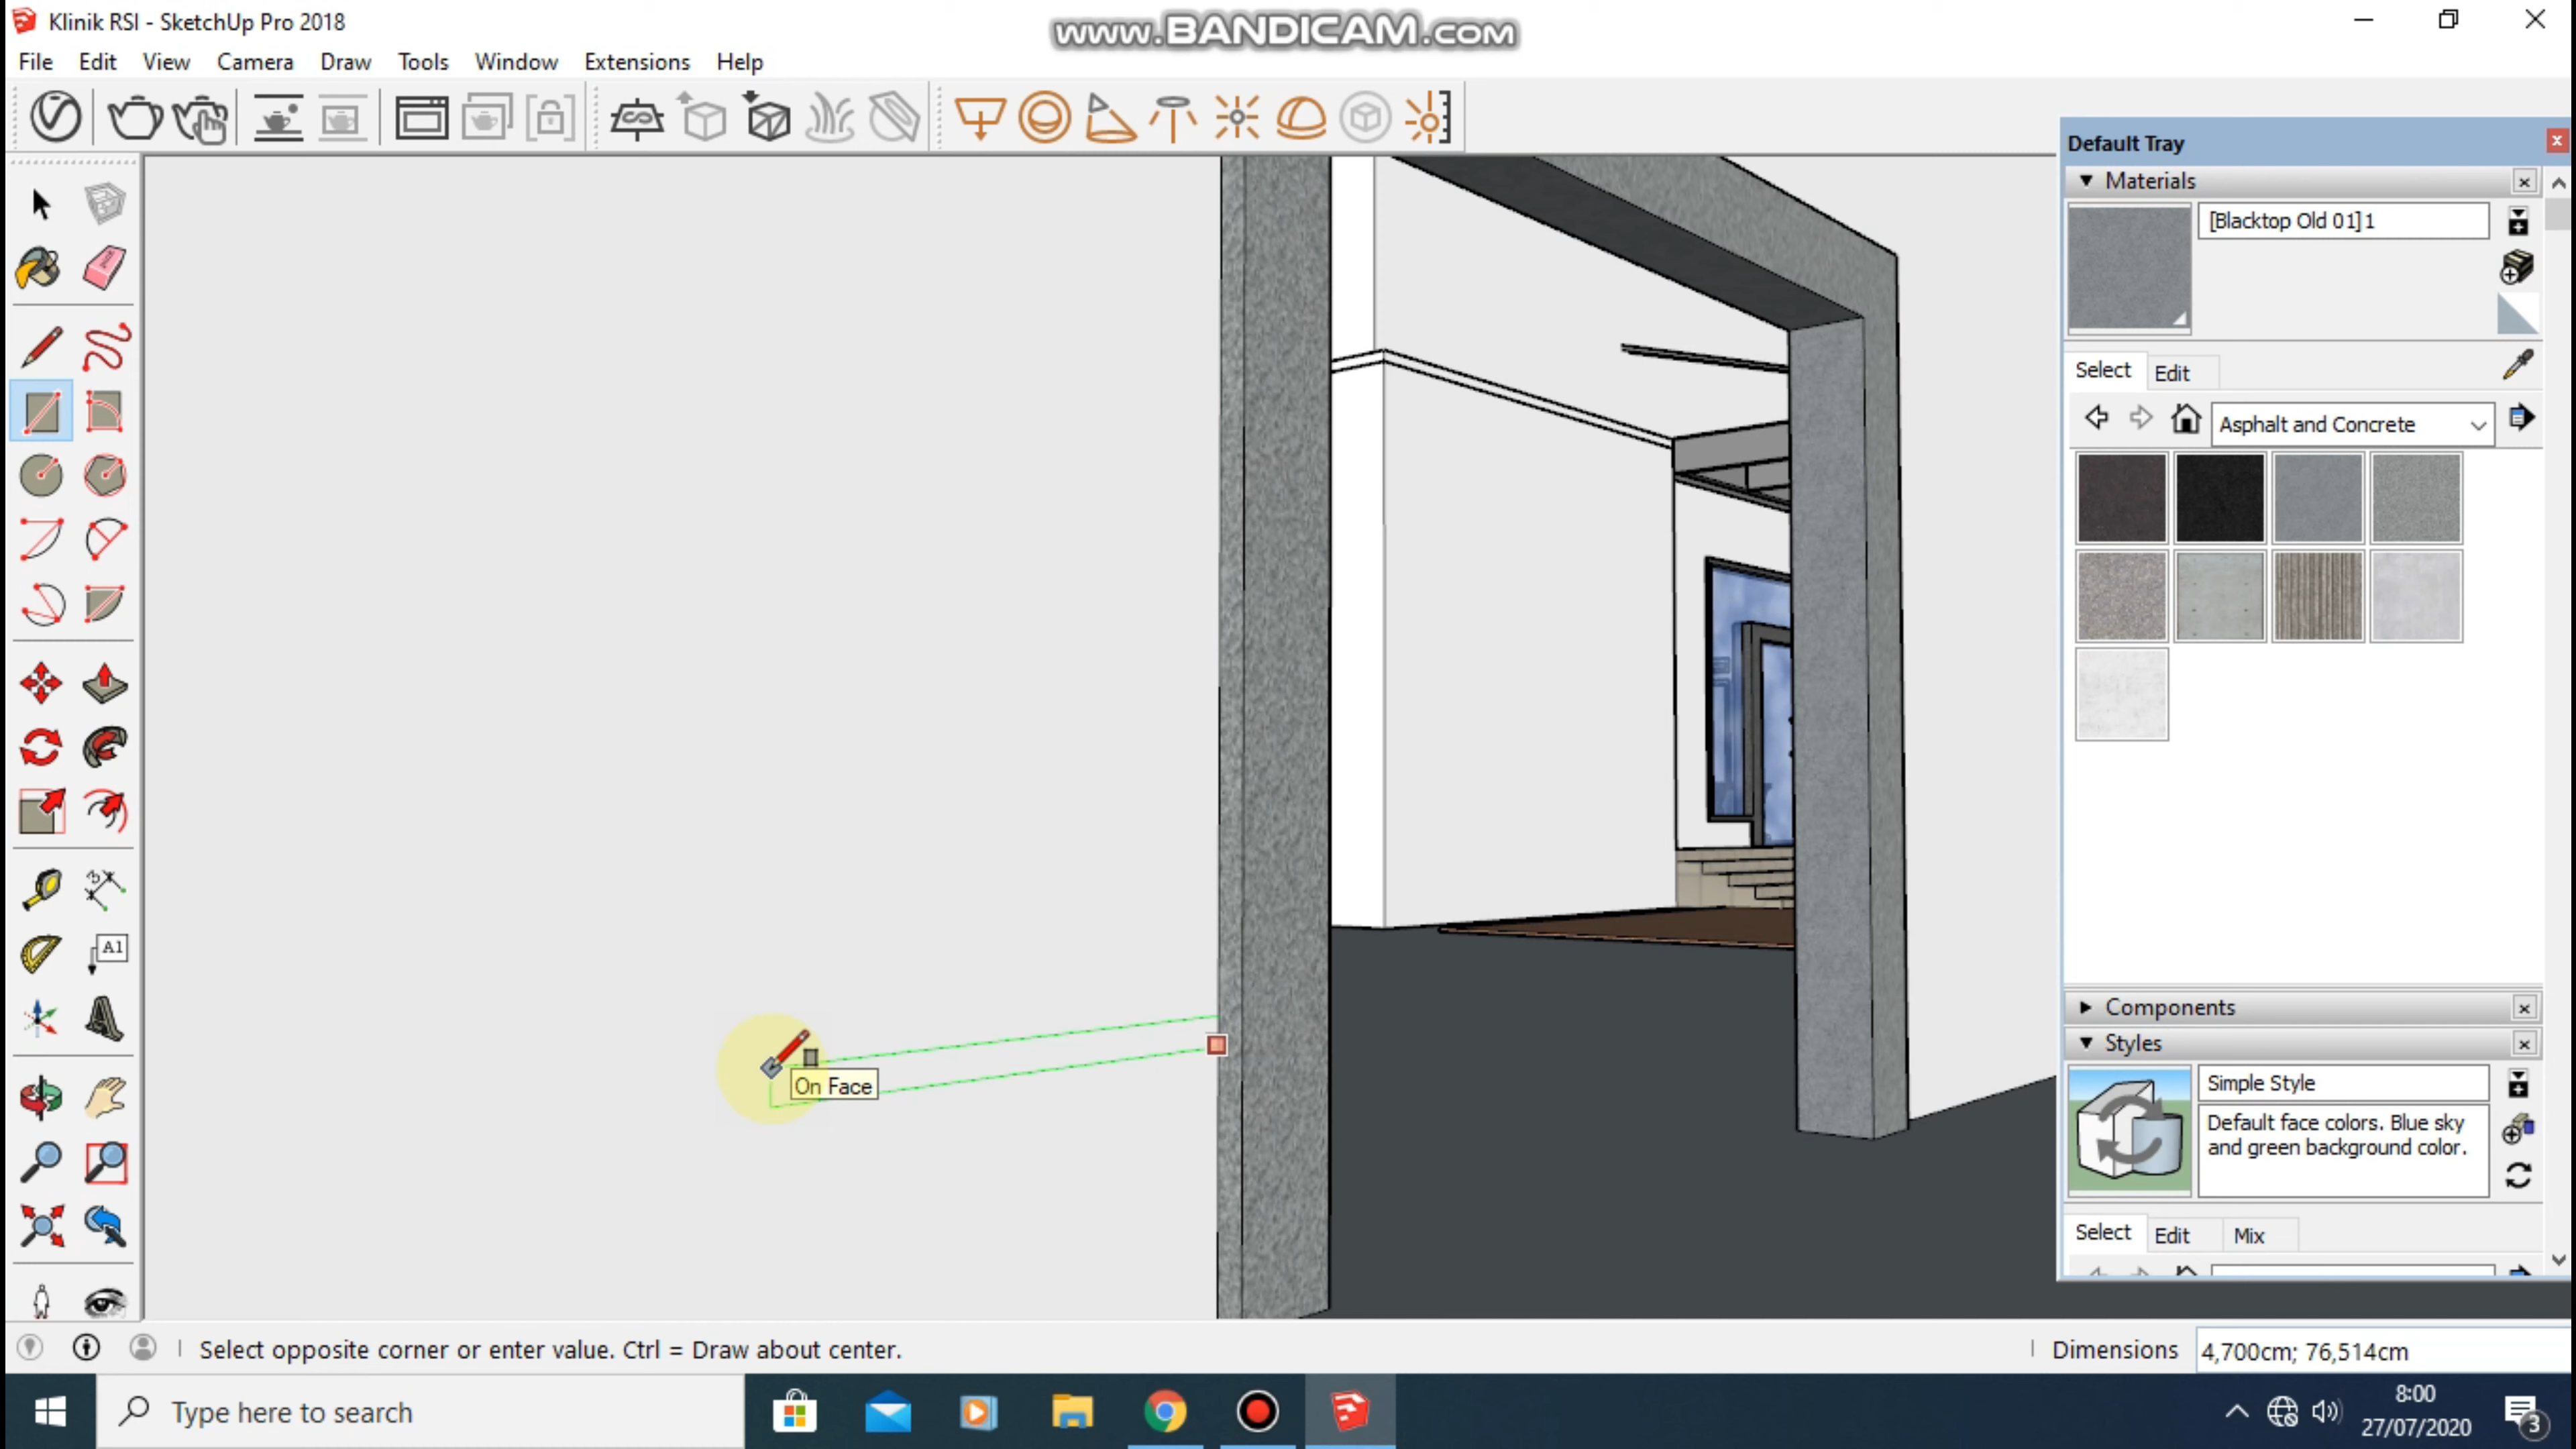 Klinik RSI - SketchUp Pro 2018
www.BANDICAM.com
File Edit View Camera Draw Tools Window Extensions Help
Default Tray
Materials
[Blacktop Old 01]1
Select Edit
Asphalt and Concrete
A1
On Face
Components
Styles
Simple Style
Default face colors. Blue sky
and green background color.
Select Edit Mix
Select opposite corner or enter value. Ctrl = Draw about center.
Dimensions 4,700cm; 76,514cm
Type here to search
8:00
27/07/2020
3